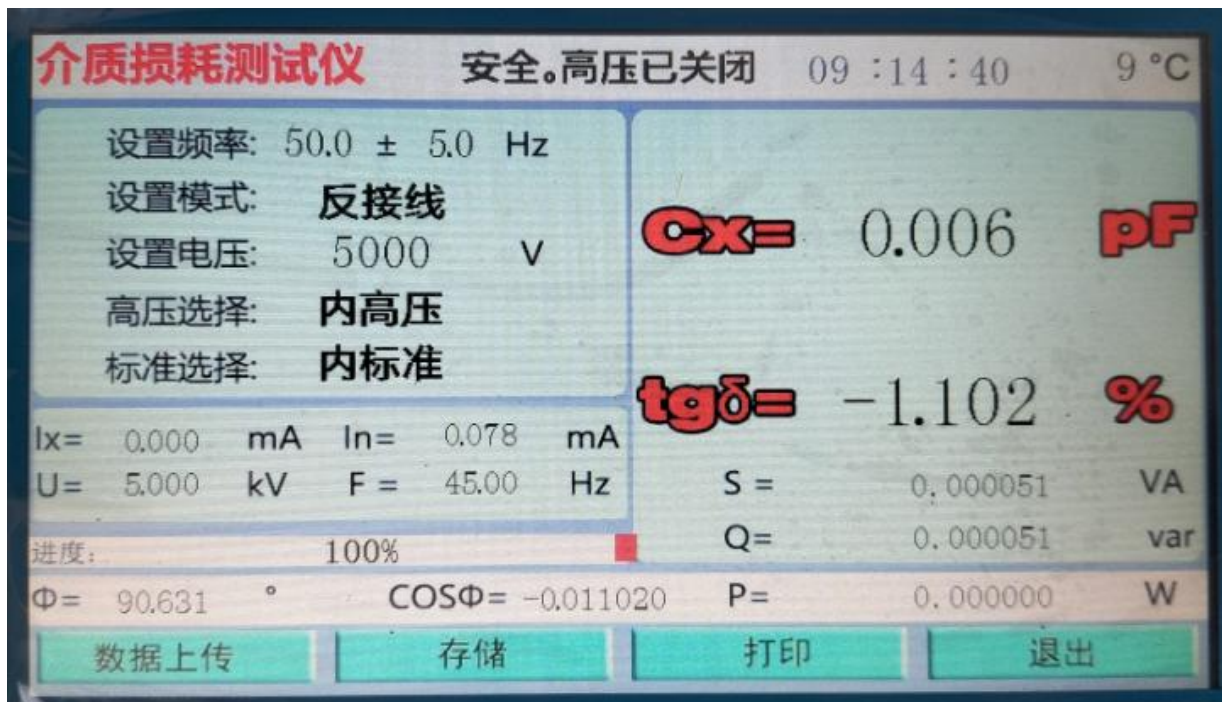 介质损耗测试仪 安全。高压已关闭 09 :14 : 40 9 °C
设置频率: 50.0 ± 5.0 Hz
设置模式: 反接线
设置电压: 5000 V
高压选择: 内高压
标准选择: 内标准
Ix= 0.000 mA In= 0.078 mA
U= 5.000 kV F = 45.00 Hz
进度: 100%
Φ= 90.631 ° COSΦ= -0.011020
Cx= 0.006 pF
tgδ= -1.102 %
S = 0.000051 VA
Q= 0.000051 var
P= 0.000000 W
数据上传 存储 打印 退出